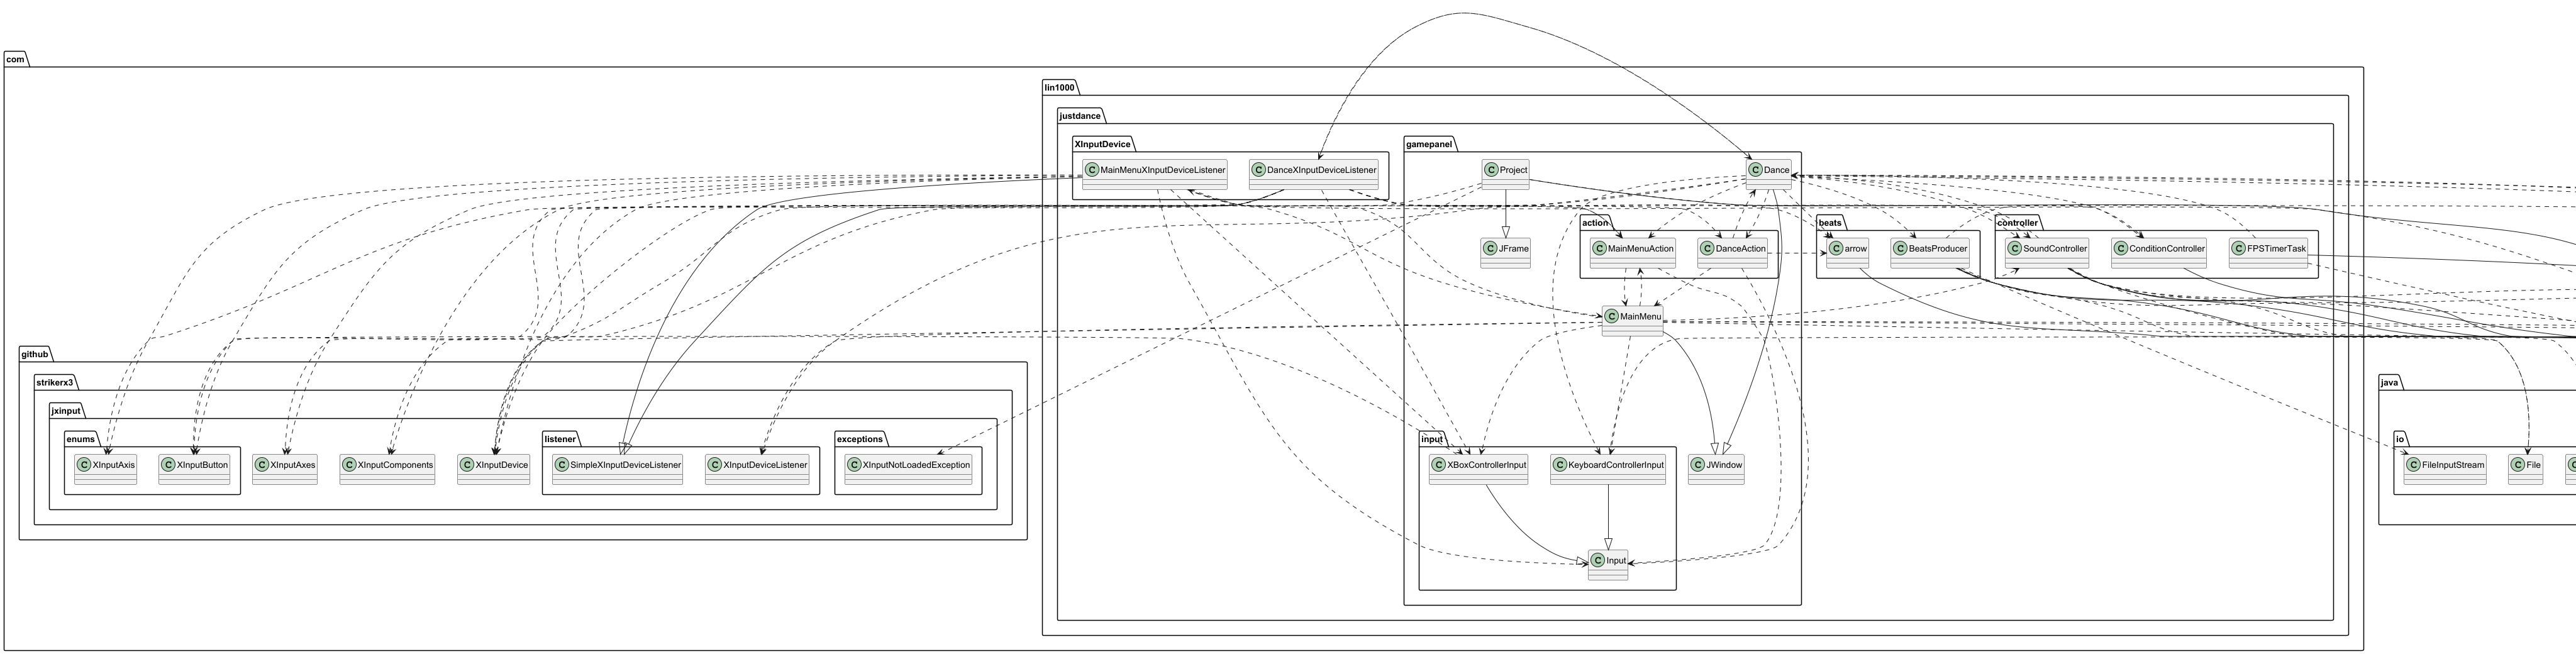 com
lin1000
justdance
XInputDevice
gamepanel
C MainMenuXInputDeviceListener
C DanceXInputDeviceListener
C Project
C Dance
action
beats
controller
C JFrame
C MainMenuAction
C DanceAction
C arrow
C BeatsProducer
C SoundController
C ConditionController
C FPSTimerTask
C MainMenu
github
strikerx3
jxinput
enums
listener
exceptions
input
java
io
C XInputAxis
C XInputButton
C XInputAxes
C XInputComponents
C XInputDevice
C SimpleXInputDeviceListener
C XInputDeviceListener
C XInputNotLoadedException
C XBoxControllerInput
C KeyboardControllerInput
C JWindow
C FileInputStream
C File
C
C Input